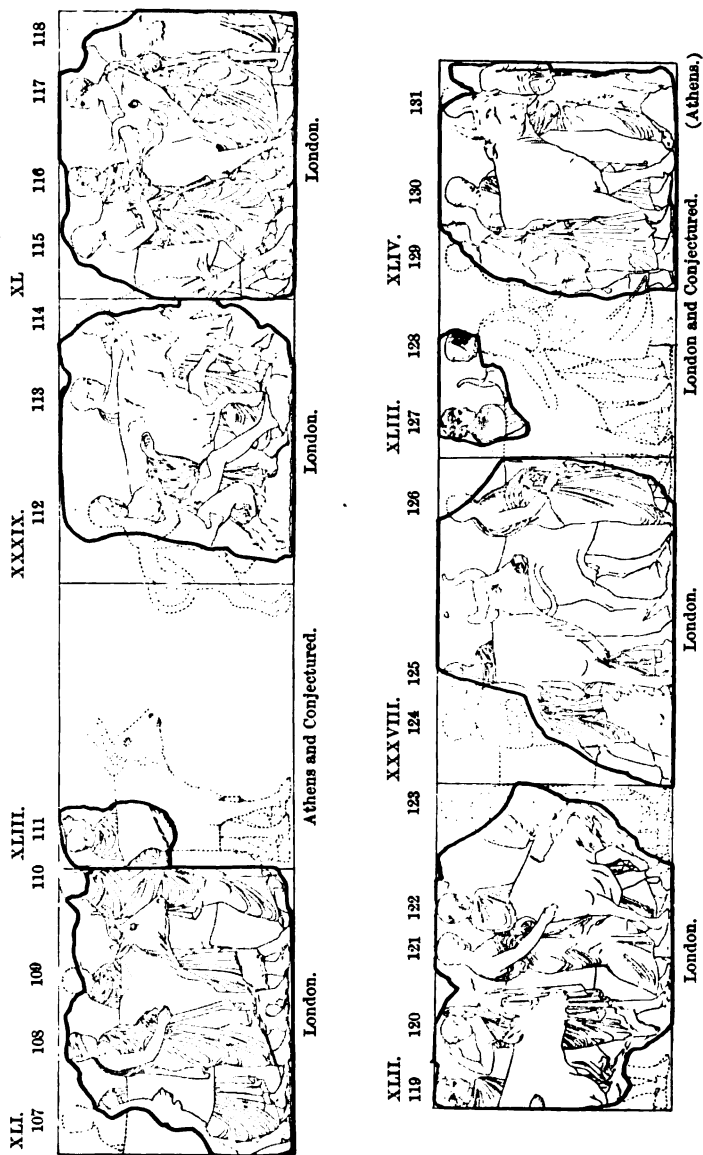 XLI. XLIII. XXXIX. XL
107 108 109 110 111 112 113 114 115 116 117 118
London. Athens and Conjectured. London. London.
XLII. XXXVIII. XLIII. XLIV.
119 120 121 122 123 124 125 126 127 128 129 130 131
London. London. London and Conjectured. (Athens.)